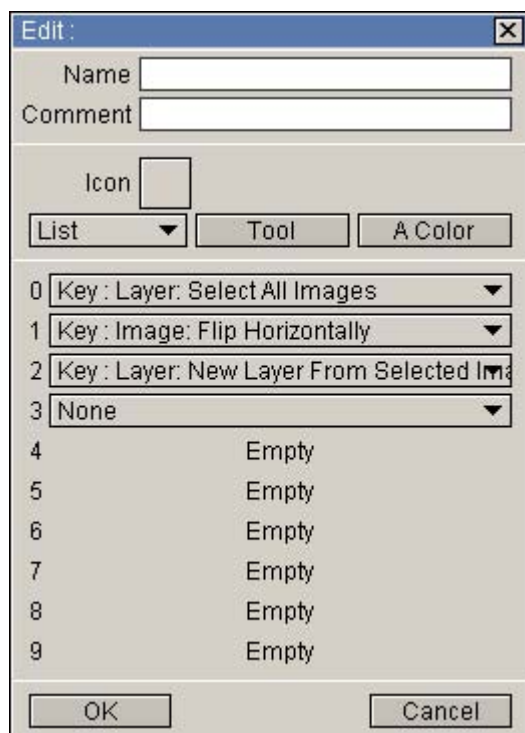 Edit :
Name
Comment
Icon
List Tool A Color
0 Key : Layer: Select All Images
1 Key : Image: Flip Horizontally
2 Key : Layer: New Layer From Selected Ima
3 None
4 Empty
5 Empty
6 Empty
7 Empty
8 Empty
9 Empty
OK Cancel